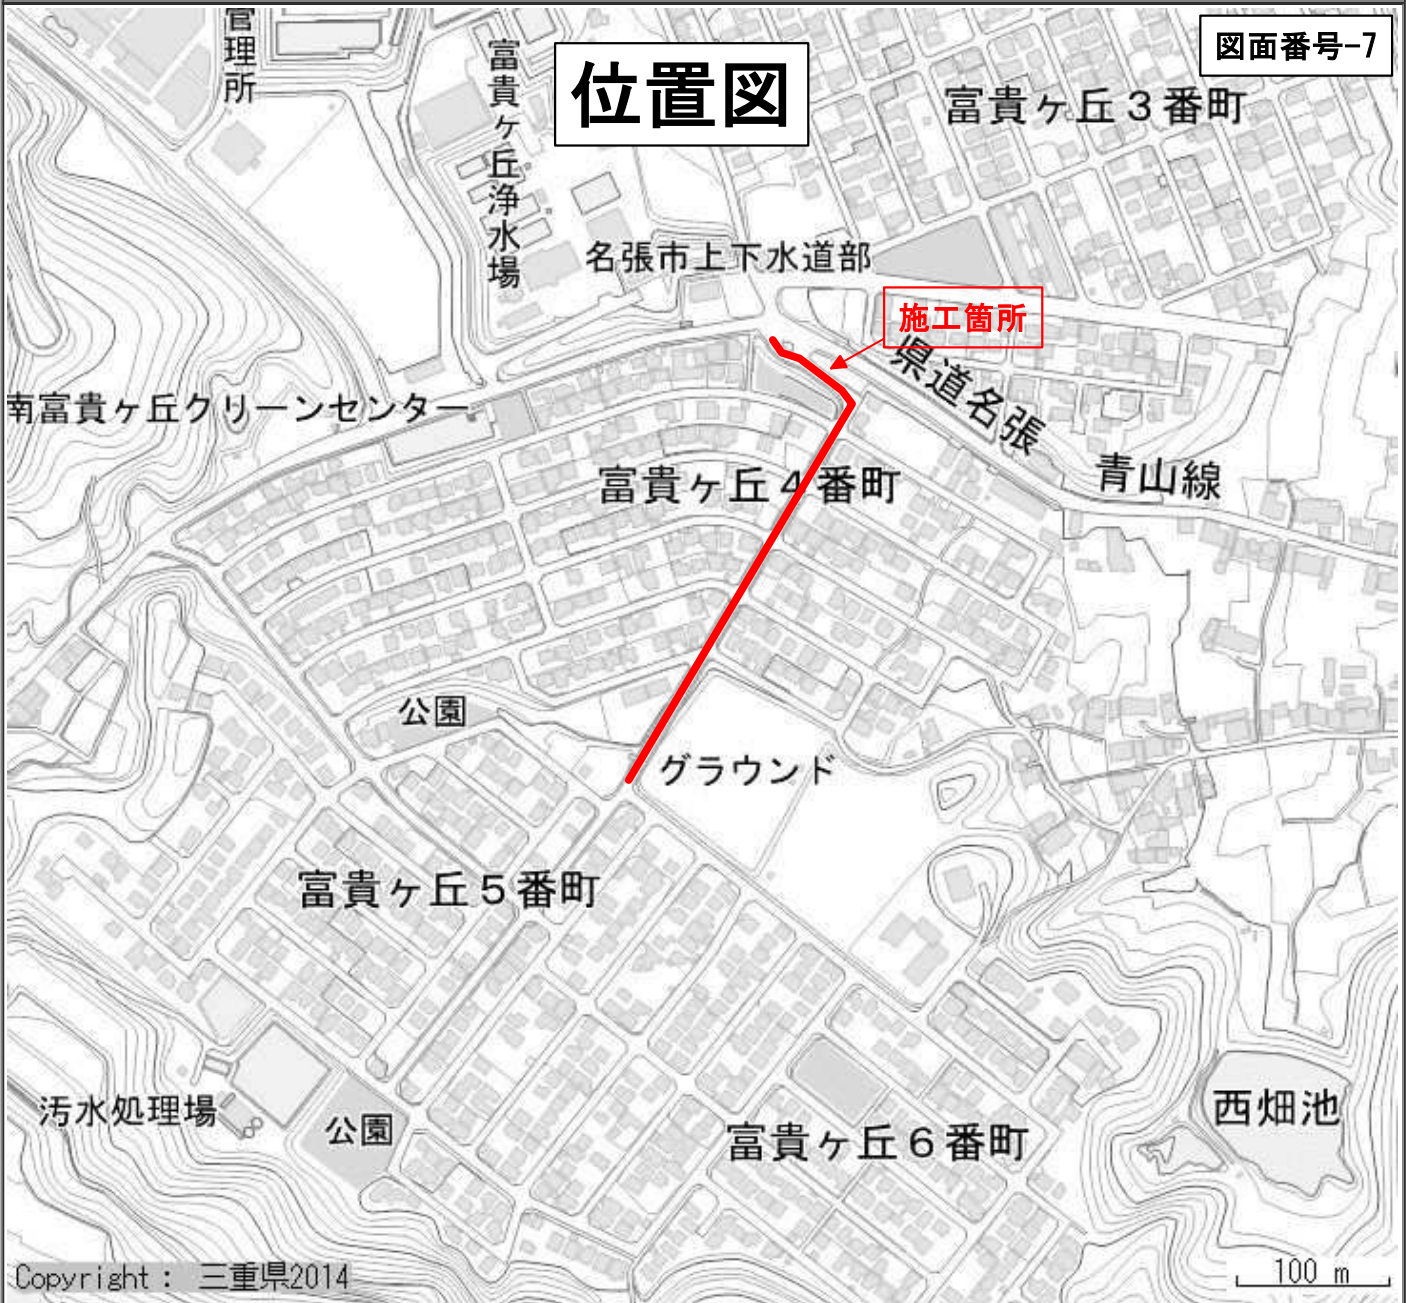 管理所
富貴ヶ丘浄水場
位置図
図面番号-7
富貴ヶ丘3番町
名張市上下水道部
施工箇所
県道名張
青山線
南富貴ヶ丘クリーンセンター
富貴ヶ丘4番町
公園
グラウンド
富貴ヶ丘5番町
汚水処理場
公園
富貴ヶ丘6番町
西畑池
Copyright : 三重県2014
100 m